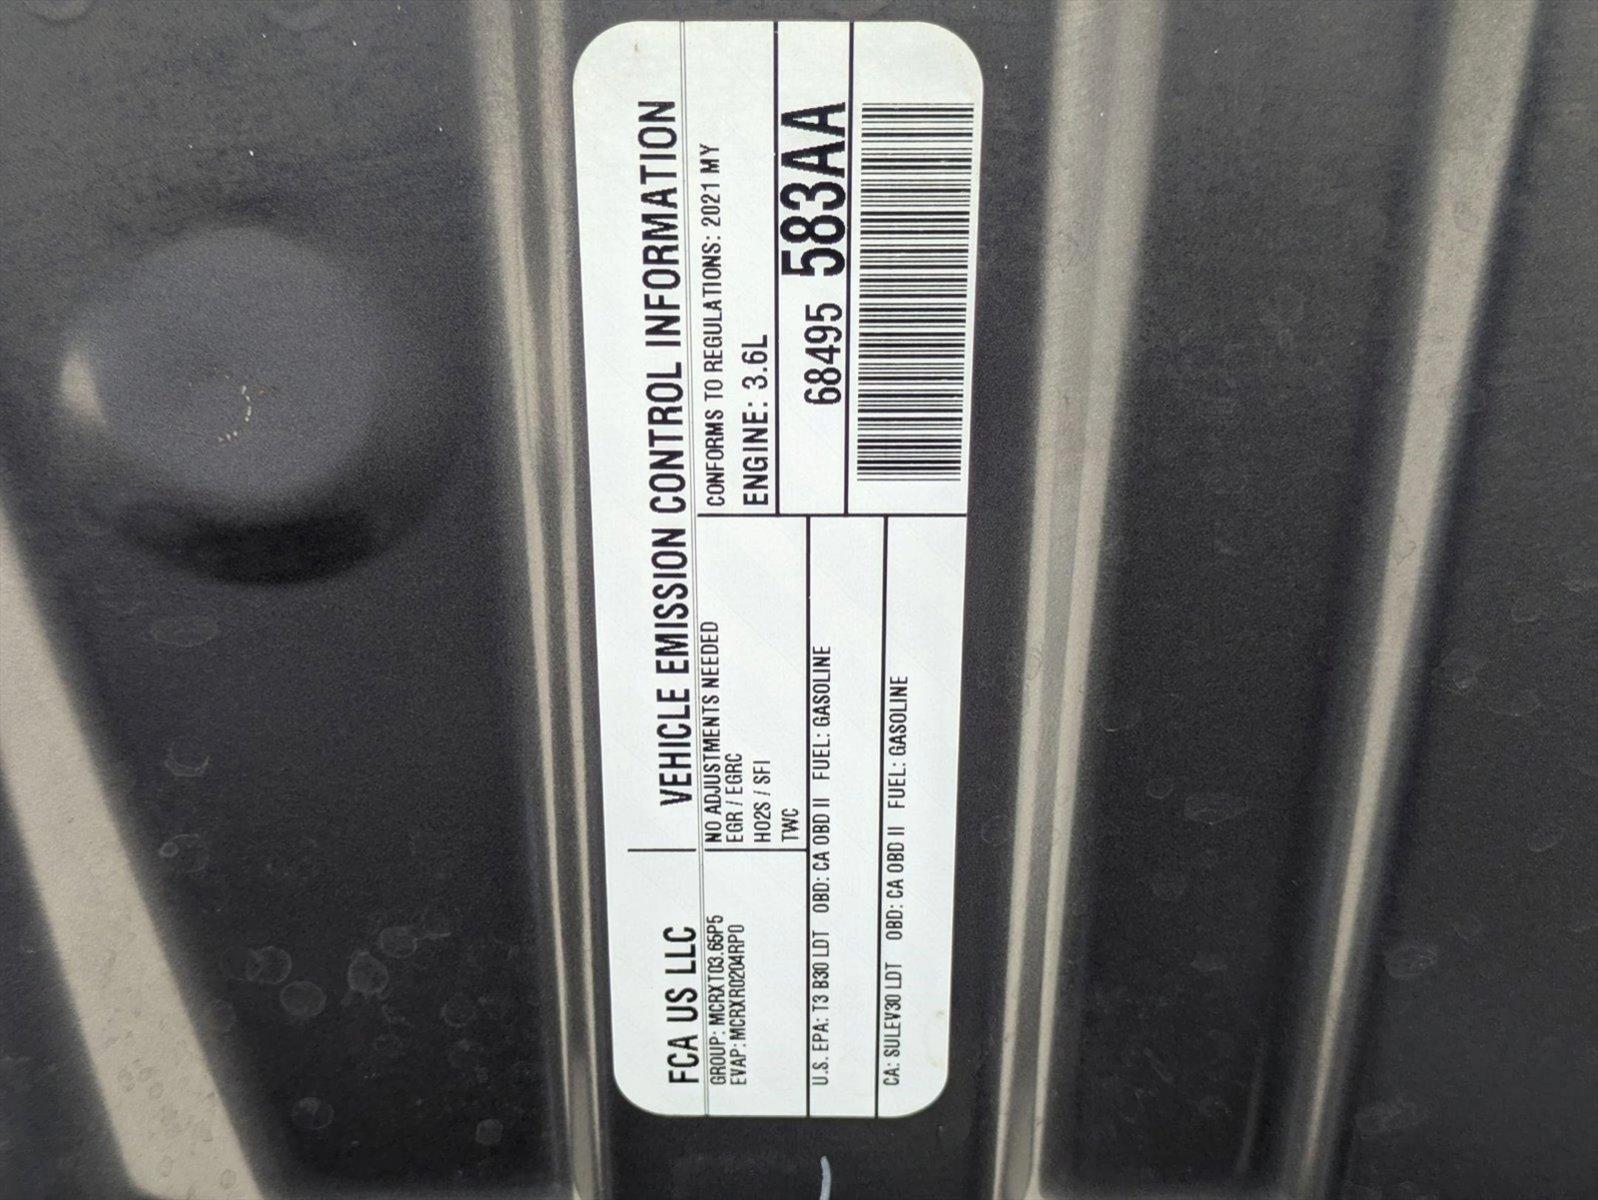 FCA US LLC
VEHICLE EMISSION CONTROL INFORMATION
GROUP: MCRXT03.65P5
EVAP: MCRXR0204RP0
NO ADJUSTMENTS NEEDED
EGR / EGRC
HO2S / SFI
TWC
CONFORMS TO REGULATIONS: 2021 MY
ENGINE: 3.6L
68495 583AA
U.S. EPA: T3 B30 LDT OBD: CA OBD II FUEL: GASOLINE
CA: SULEV30 LDT OBD: CA OBD II FUEL: GASOLINE